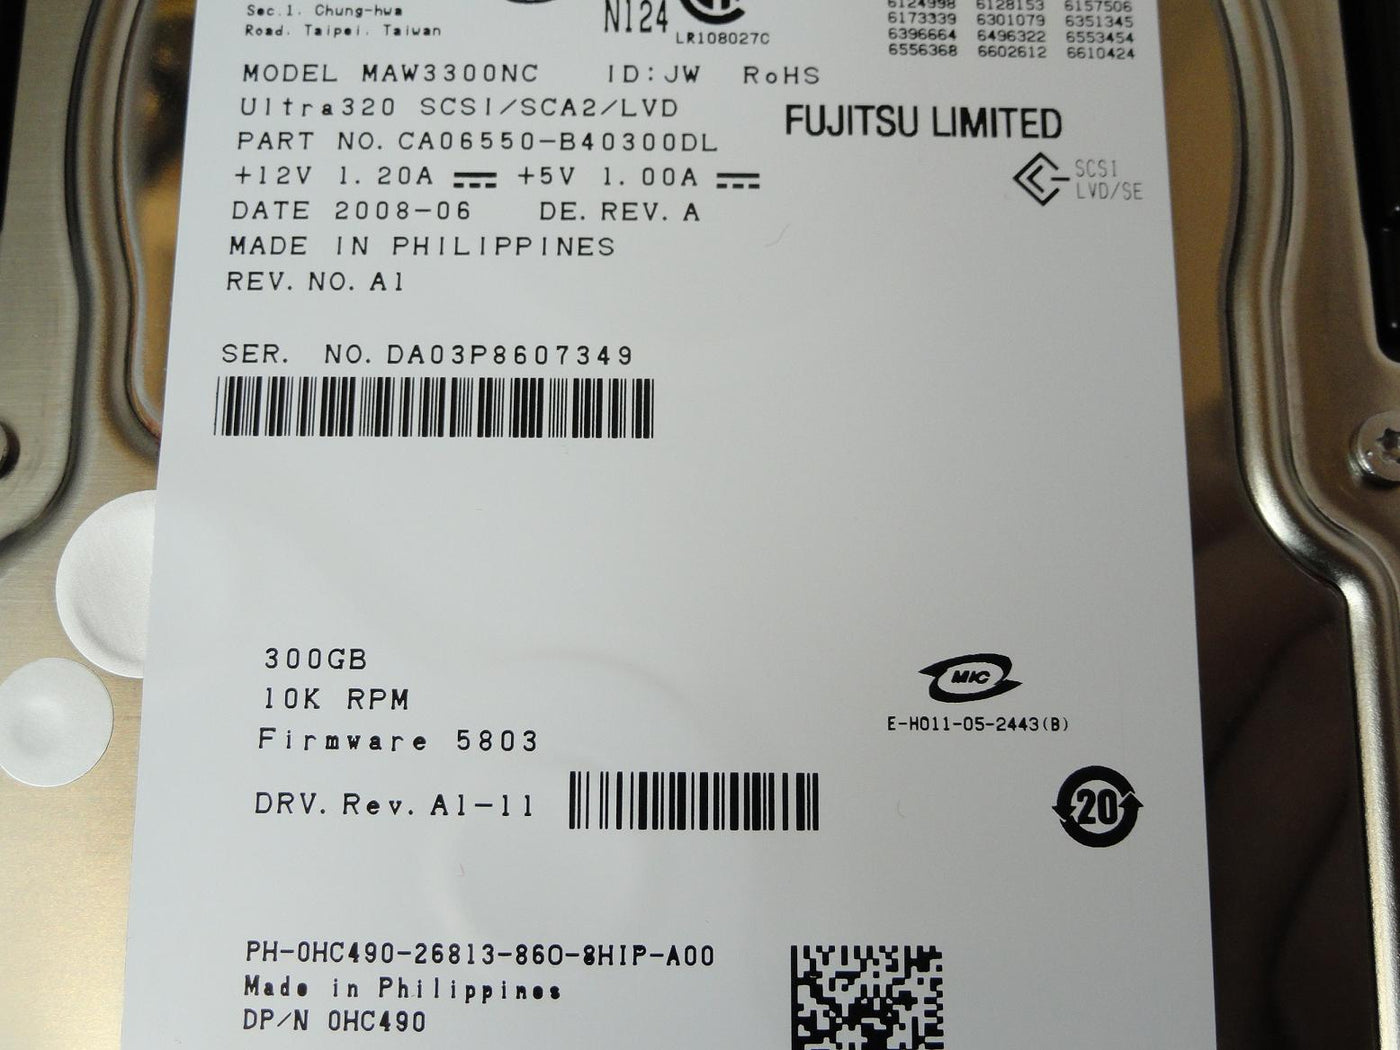 Sec.1. Chung-hwa
Road. Taipei. Taiwan
N124
LR108027C
6124998 6128153 6157506
6173339 6301079 6351345
6396664 6496322 6553454
6556368 6602612 6610424
MODEL MAW3300NC ID:JW RoHS
Ultra320 SCSI/SCA2/LVD
FUJITSU LIMITED
PART NO. CA06550-B40300DL
+12V 1.20A +5V 1.00A
SCSI
LVD/SE
DATE 2008-06 DE. REV. A
MADE IN PHILIPPINES
REV. NO. A1
SER. NO. DA03P8607349
300GB
10K RPM
Firmware 5803
MIC
E-H011-05-2443(B)
DRV. Rev. A1-11
20
PH-0HC490-26813-860-8HIP-A00
Made in Philippines
DP/N 0HC490